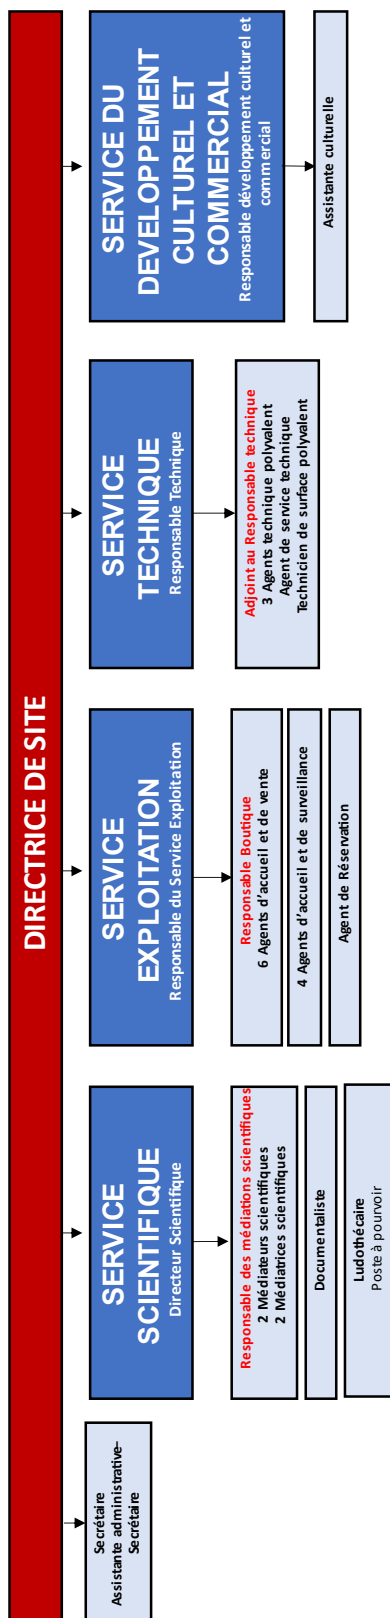 DIRECTRICE DE SITE
Secrétaire
Assistante administrative–
Secrétaire
SERVICE
SCIENTIFIQUE
Directeur Scientifique
Responsable des médiations scientifiques
2 Médiateurs scientifiques
2 Médiatrices scientifiques
Documentaliste
Ludothécaire
Poste à pourvoir
SERVICE
EXPLOITATION
Responsable du Service Exploitation
Responsable Boutique
6 Agents d'accueil et de vente
4 Agents d'accueil et de surveillance
Agent de Réservation
SERVICE
TECHNIQUE
Responsable Technique
Adjoint au Responsable technique
3 Agents technique polyvalent
Agent de service technique
Technicien de surface polyvalent
SERVICE DU
DEVELOPPEMENT
CULTUREL ET
COMMERCIAL
Responsable développement culturel et
commercial
Assistante culturelle